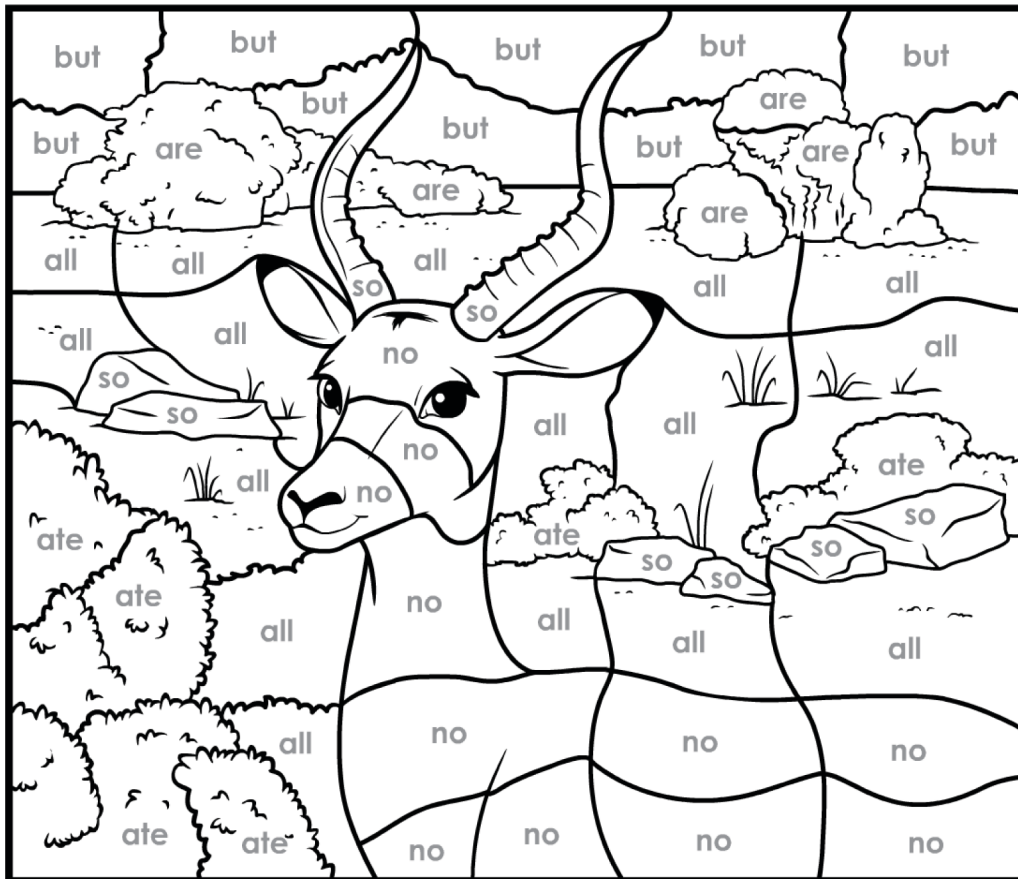 but but but but but
but but but but but
are are are are are
all all all all all
so so
all all all
no
so
so
all all
no
all no
ate
so
ate
ate so
so so
ate
no
all all all all
no
all no no
ate ate no no no no